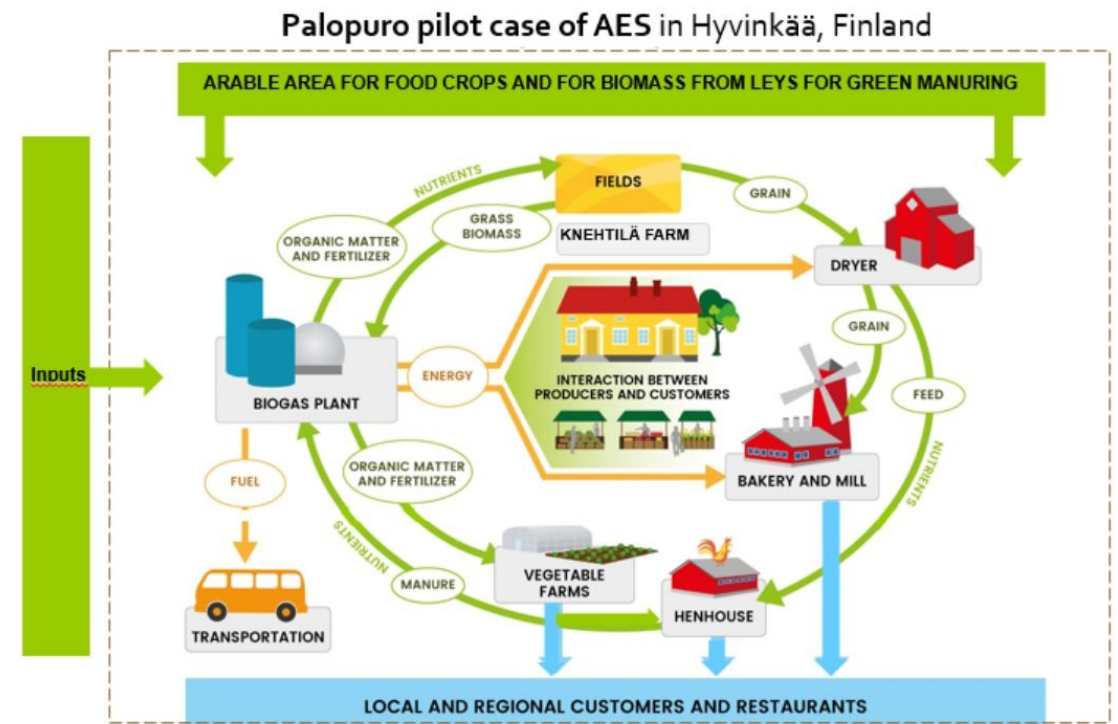 Palopuro pilot case of AES in Hyvinkää, Finland
ARABLE AREA FOR FOOD CROPS AND FOR BIOMASS FROM LEYS FOR GREEN MANURING
NUTRIENTS
FIELDS
GRAIN
GRASS
BIOMASS
KNEHTILÄ FARM
ORGANIC MATTER
AND FERTILIZER
DRYER
GRAIN
Inputs
ENERGY
INTERACTION BETWEEN
PRODUCERS AND CUSTOMERS
FEED
BIOGAS PLANT
ORGANIC MATTER
AND FERTILIZER
BAKERY AND MILL
NUTRIENTS
FUEL
NUTRIENTS
MANURE
VEGETABLE
FARMS
HENHOUSE
TRANSPORTATION
LOCAL AND REGIONAL CUSTOMERS AND RESTAURANTS